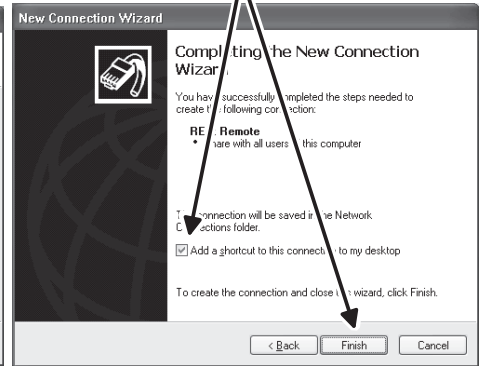 New Connection Wizard
the New Connection
You successfully the steps needed to
create following
Remote
with all users this computer
connection will be saved in Network
folder.
Add a shortcut to this to my desktop
To create the connection and close wizard, click Finish.
< Back Finish Cancel